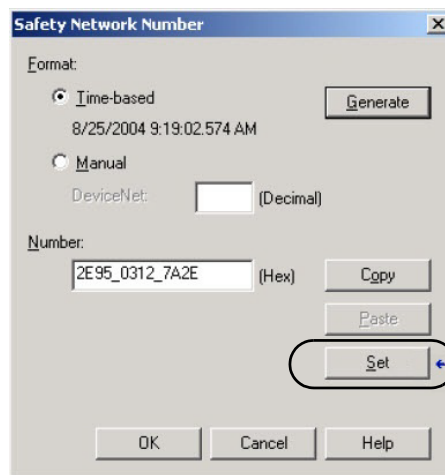 Safety Network Number
Format:
Time-based
Generate
8/25/2004 9:19:02.574 AM
Manual
DeviceNet:
(Decimal)
Number:
2E95_0312_7A2E
(Hex)
Copy
Paste
Set
OK
Cancel
Help